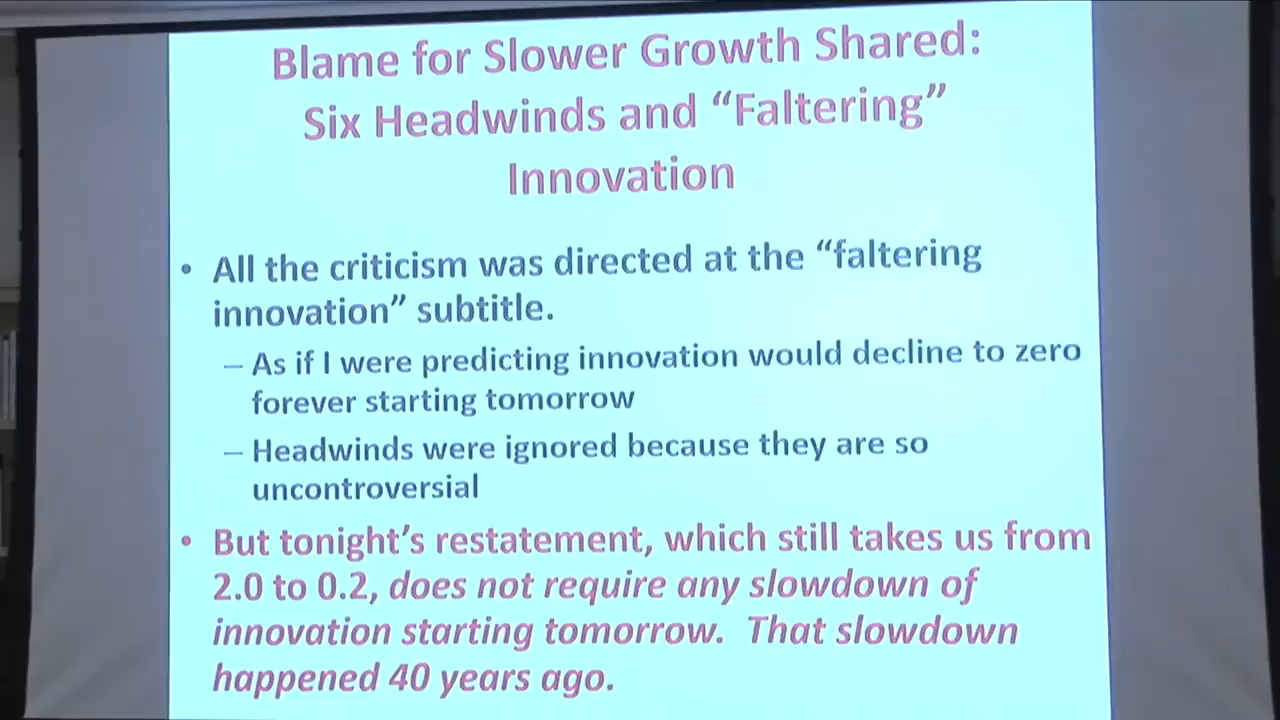 Blame for Slower Growth Shared:
Six Headwinds and “Faltering”
Innovation
• All the criticism was directed at the “faltering
innovation” subtitle.
– As if I were predicting innovation would decline to zero
forever starting tomorrow
– Headwinds were ignored because they are so
uncontroversial
• But tonight’s restatement, which still takes us from
2.0 to 0.2, does not require any slowdown of
innovation starting tomorrow.  That slowdown
happened 40 years ago.